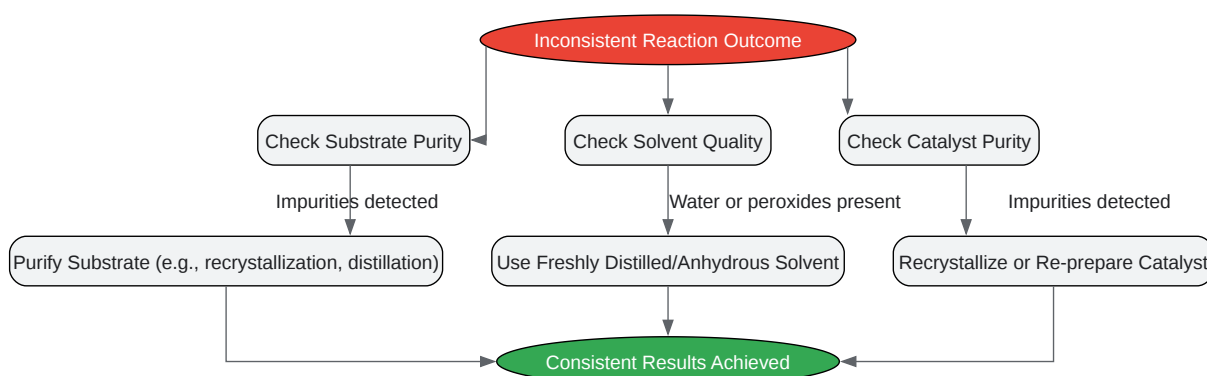 Inconsistent Reaction Outcome
Check Substrate Purity
Check Solvent Quality
Check Catalyst Purity
Impurities detected
Water or peroxides present
Impurities detected
Purify Substrate (e.g., recrystallization, distillation)
Use Freshly Distilled/Anhydrous Solvent
Recrystallize or Re-prepare Catalyst
Consistent Results Achieved